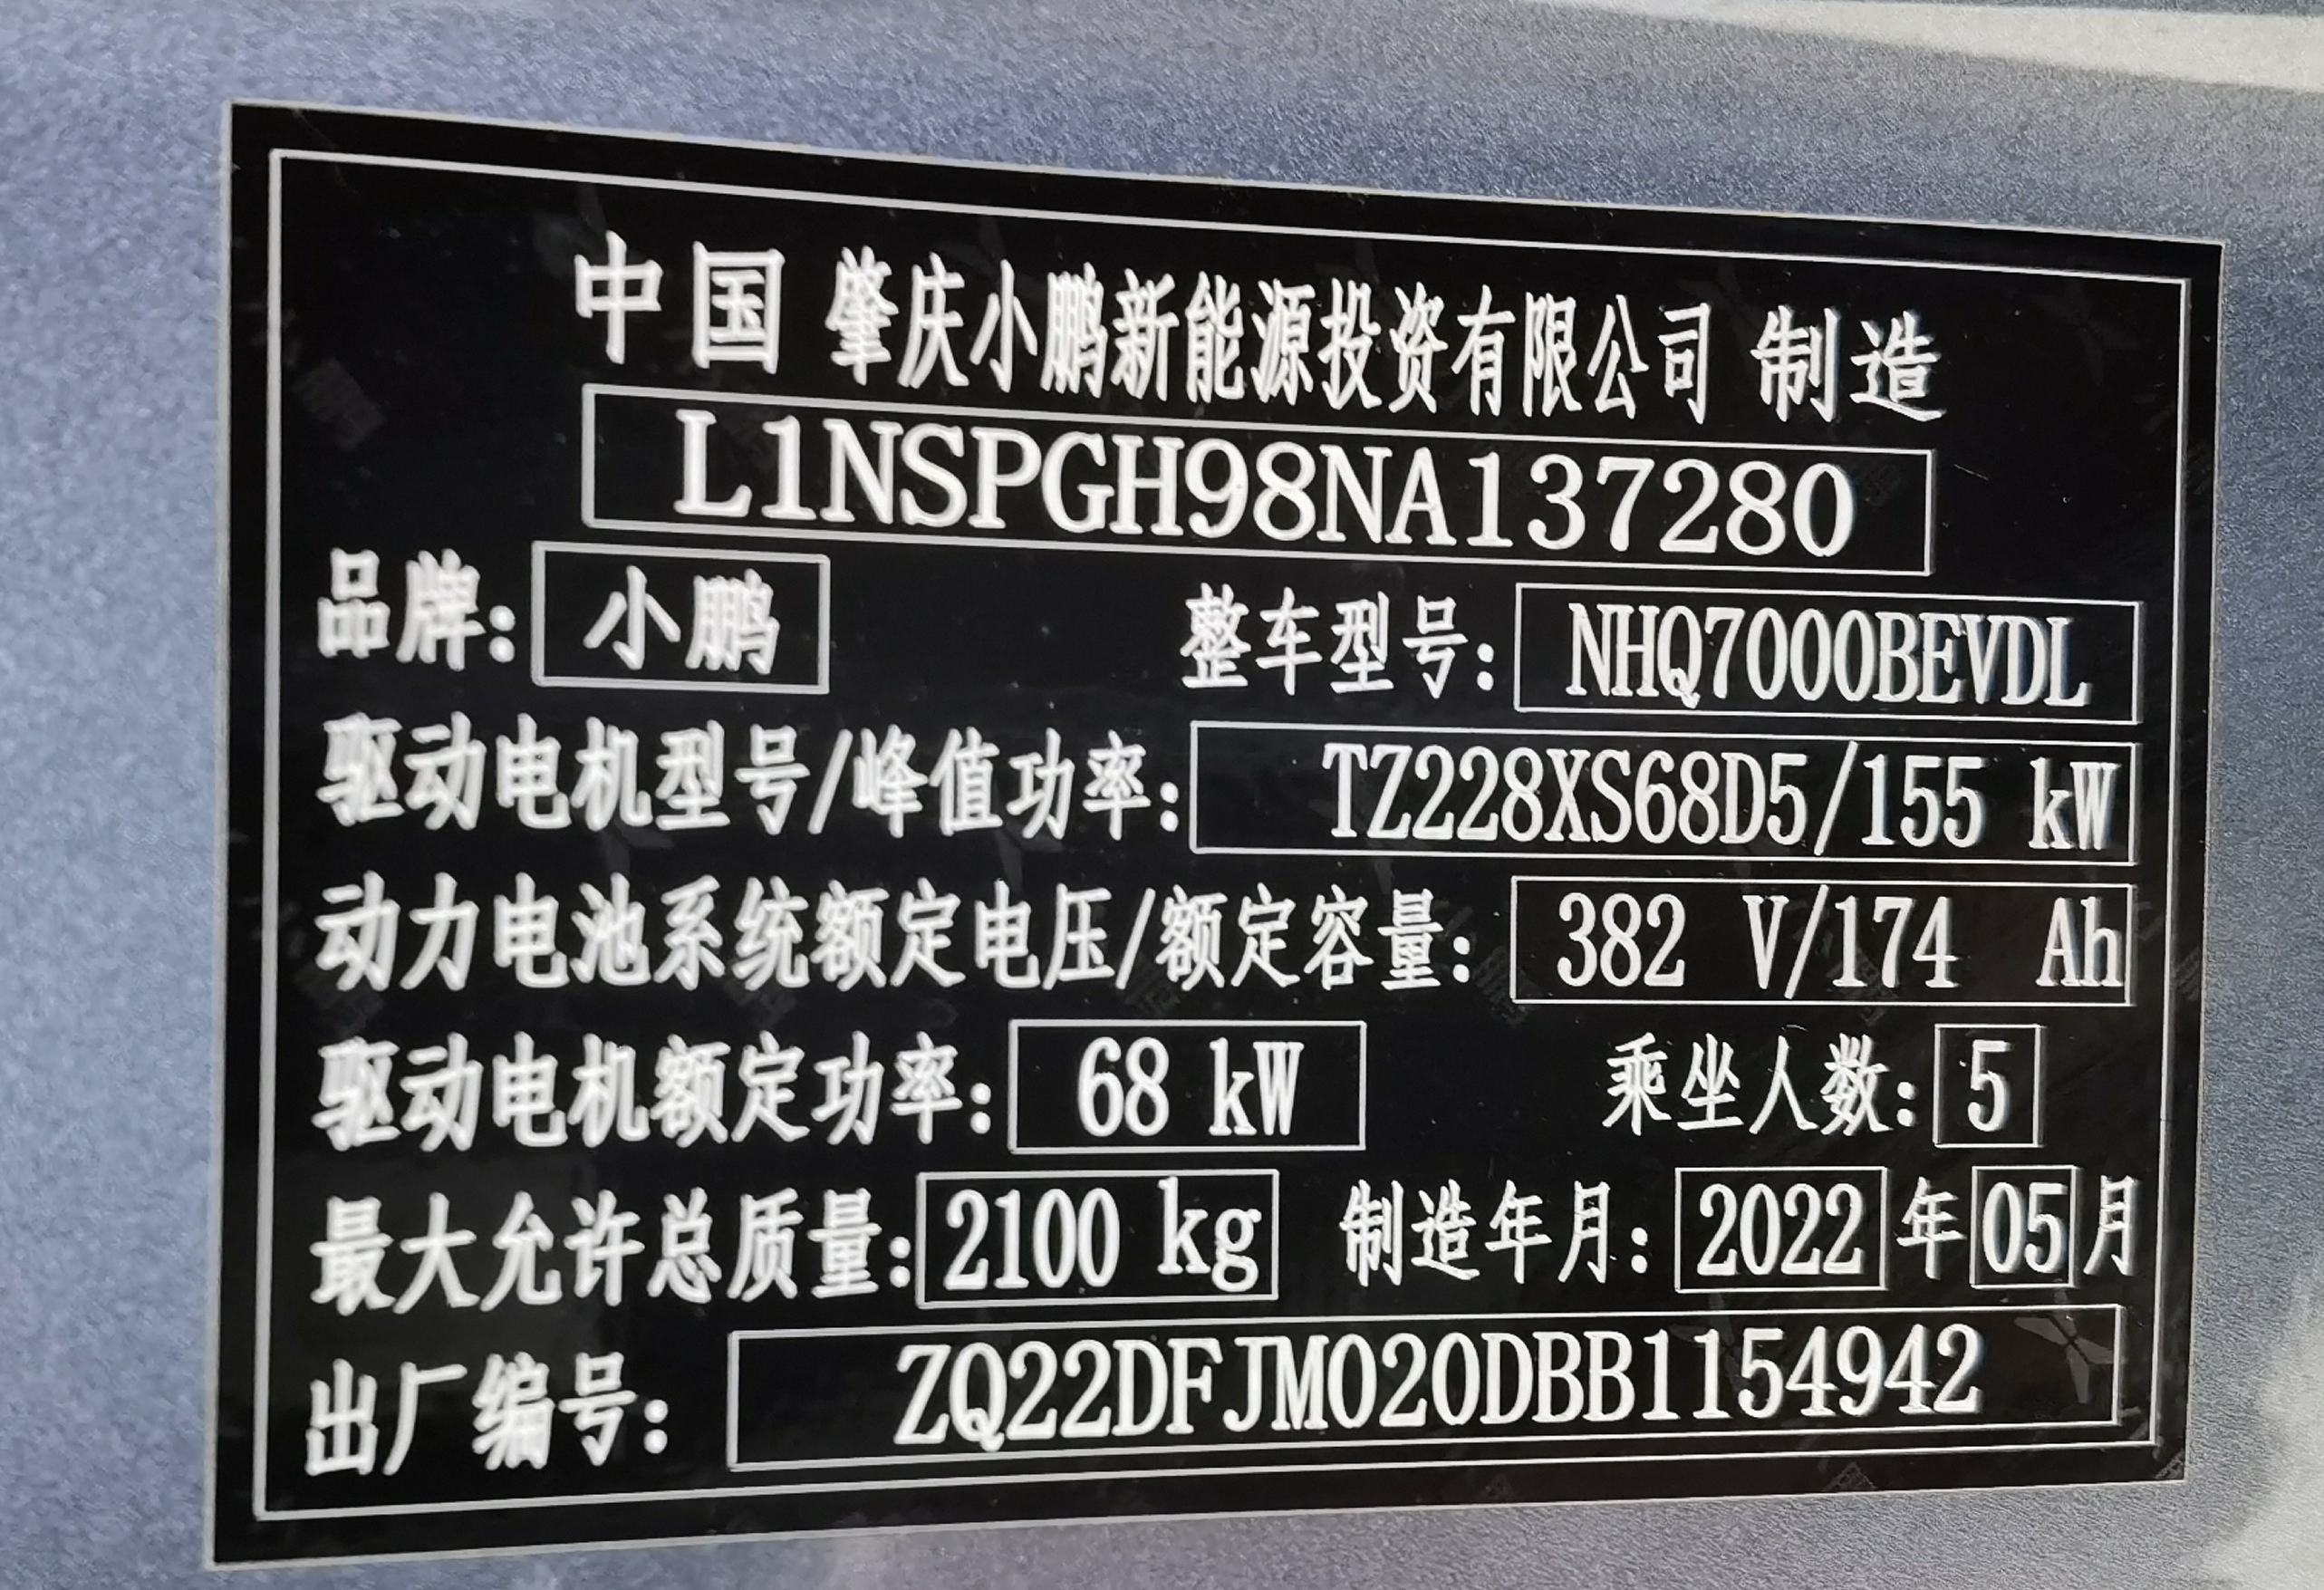 中国 肇庆小鹏新能源投资有限公司 制造
L1NSPGH98NA137280
品牌: 小鹏 整车型号: NHQ7000BEVDL
驱动电机型号/峰值功率: TZ228XS68D5/155 kW
动力电池系统额定电压/额定容量: 382 V/174 Ah
驱动电机额定功率: 68 kW 乘坐人数: 5
最大允许总质量: 2100 kg 制造年月: 2022 年 05 月
出厂编号: ZQ22DFJM020DBB1154942